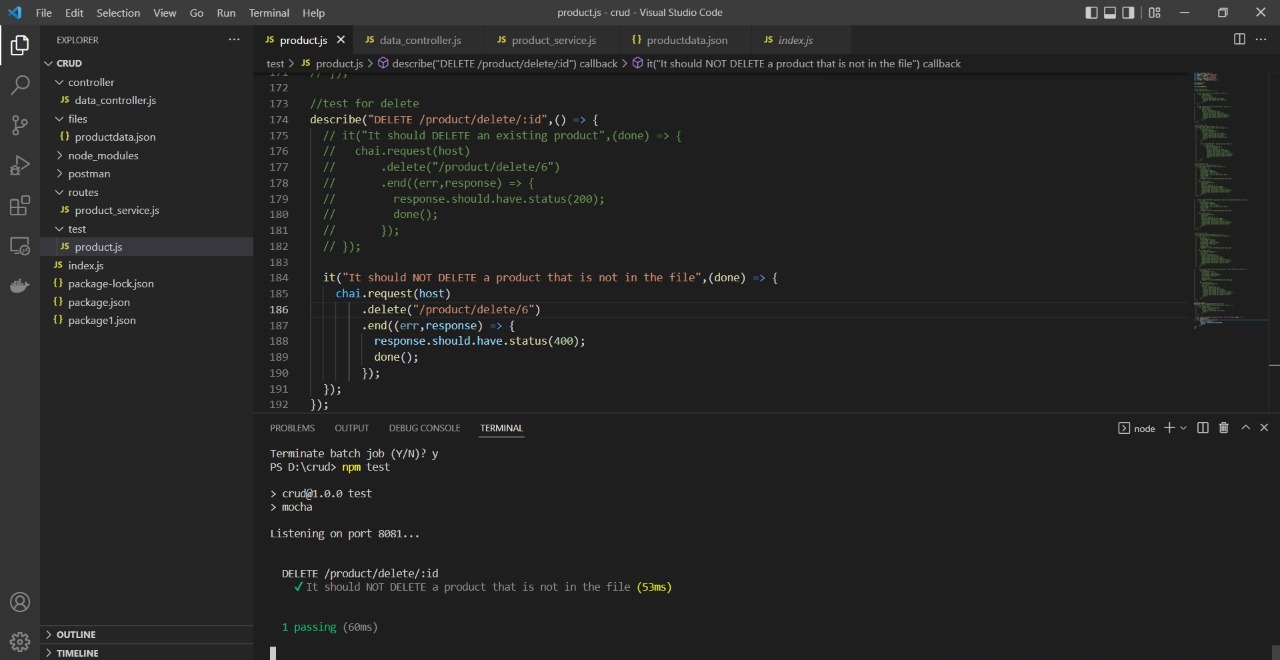 File Edit Selection View Go Run Terminal Help
product.js - crud - Visual Studio Code
EXPLORER
CRUD
controller
JS data_controller.js
files
{} productdata.json
node_modules
postman
routes
JS product_service.js
test
JS product.js
JS index.js
{} package-lock.json
{} package.json
{} package1.json
OUTLINE
TIMELINE
JS product.js JS data_controller.js JS product_service.js {} productdata.json JS index.js
test > JS product.js > describe("DELETE /product/delete/:id") callback > it("It should NOT DELETE a product that is not in the file") callback
171 // });
172
173 //test for delete
174 describe("DELETE /product/delete/:id",() => {
175 // it("It should DELETE an existing product",(done) => {
176 // chai.request(host)
177 // .delete("/product/delete/6")
178 // .end((err,response) => {
179 // response.should.have.status(200);
180 // done();
181 // });
182 // });
183
184 it("It should NOT DELETE a product that is not in the file",(done) => {
185 chai.request(host)
186 .delete("/product/delete/6")
187 .end((err,response) => {
188 response.should.have.status(400);
189 done();
190 });
191 });
192 });
PROBLEMS OUTPUT DEBUG CONSOLE TERMINAL
node
Terminate batch job (Y/N)? y
PS D:\crud> npm test
> crud@1.0.0 test
> mocha
Listening on port 8081...
DELETE /product/delete/:id
✓ It should NOT DELETE a product that is not in the file (53ms)
1 passing (60ms)